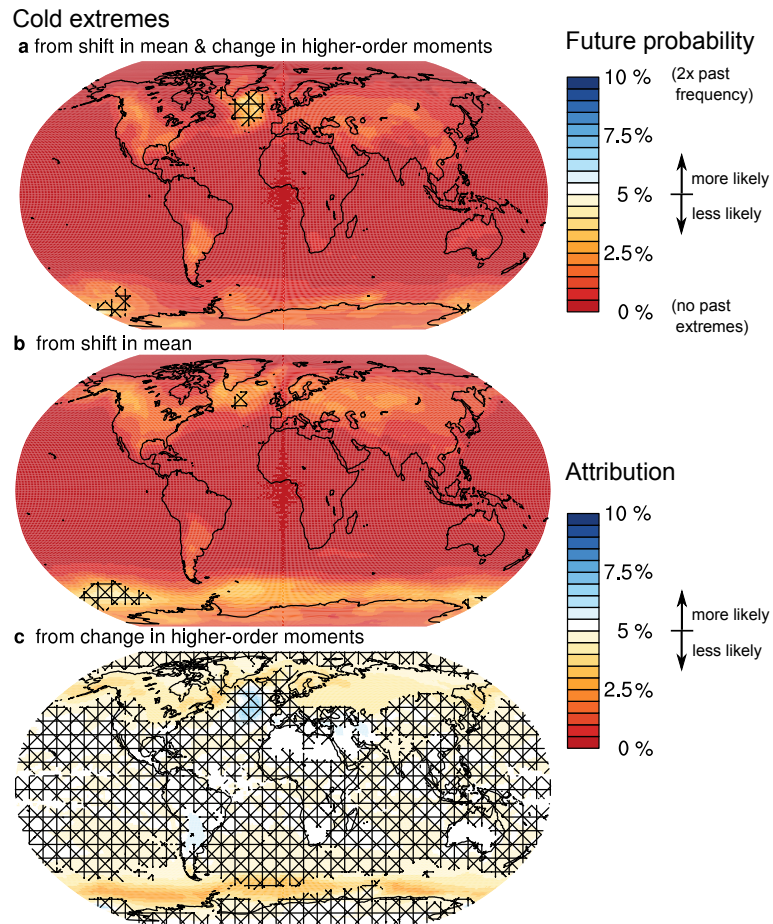 Cold extremes
a from shift in mean & change in higher-order moments
Future probability
10 %
(2x past
frequency)
7.5%
5 %
more likely
less likely
2.5%
0 %
(no past
extremes)
b from shift in mean
Attribution
10 %
7.5%
5 %
more likely
less likely
2.5%
0 %
c from change in higher-order moments